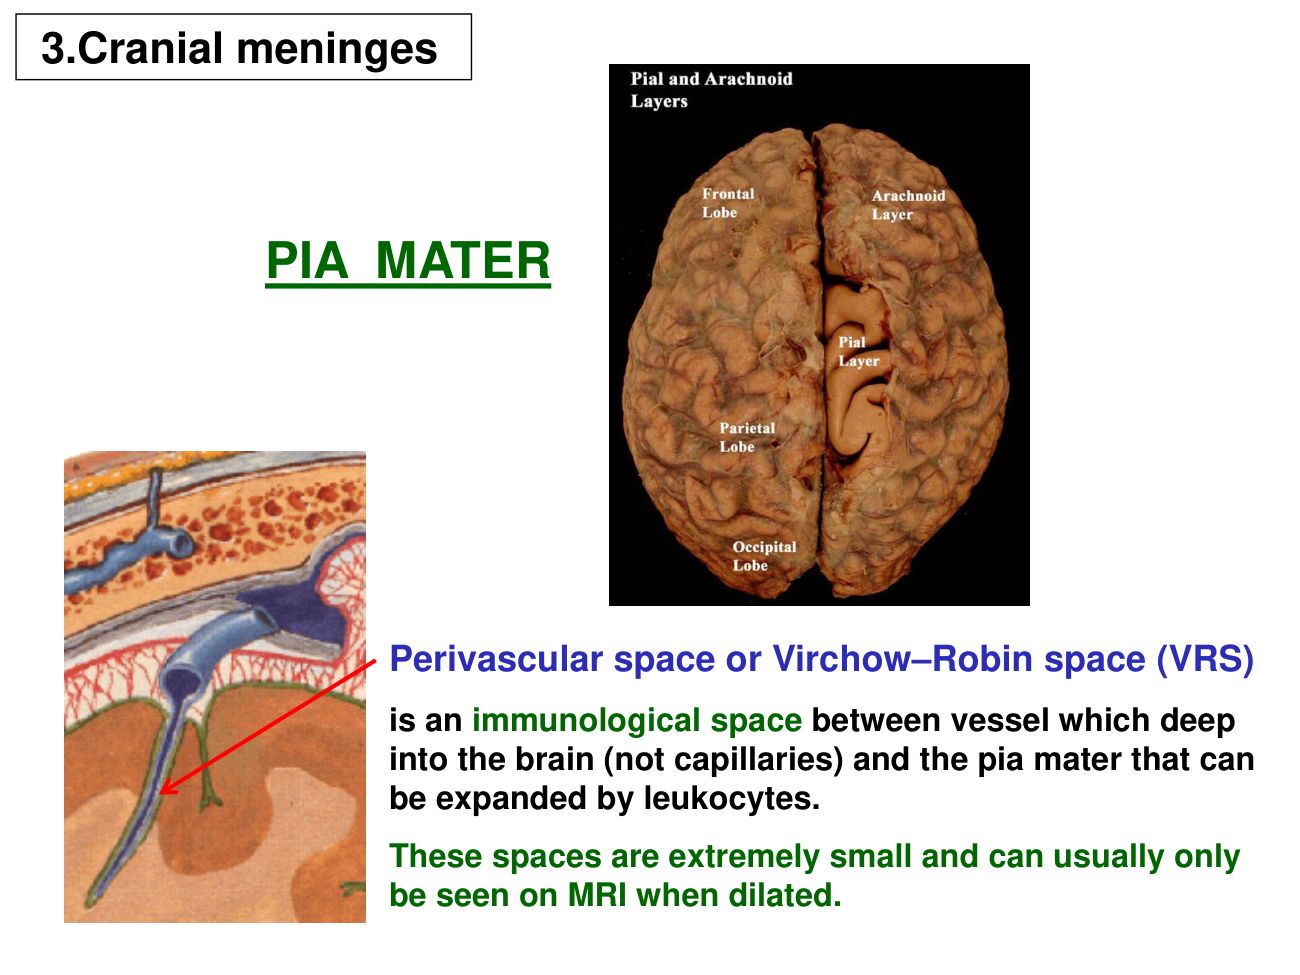 3.Cranial meninges
Pial and Arachnoid
Layers
Frontal
Lobe
Arachnoid
Layer
PIA MATER
Pial
Layer
Parietal
Lobe
Occipital
Lobe
Perivascular space or Virchow–Robin space (VRS)
is an immunological space between vessel which deep
into the brain (not capillaries) and the pia mater that can
be expanded by leukocytes.
These spaces are extremely small and can usually only
be seen on MRI when dilated.